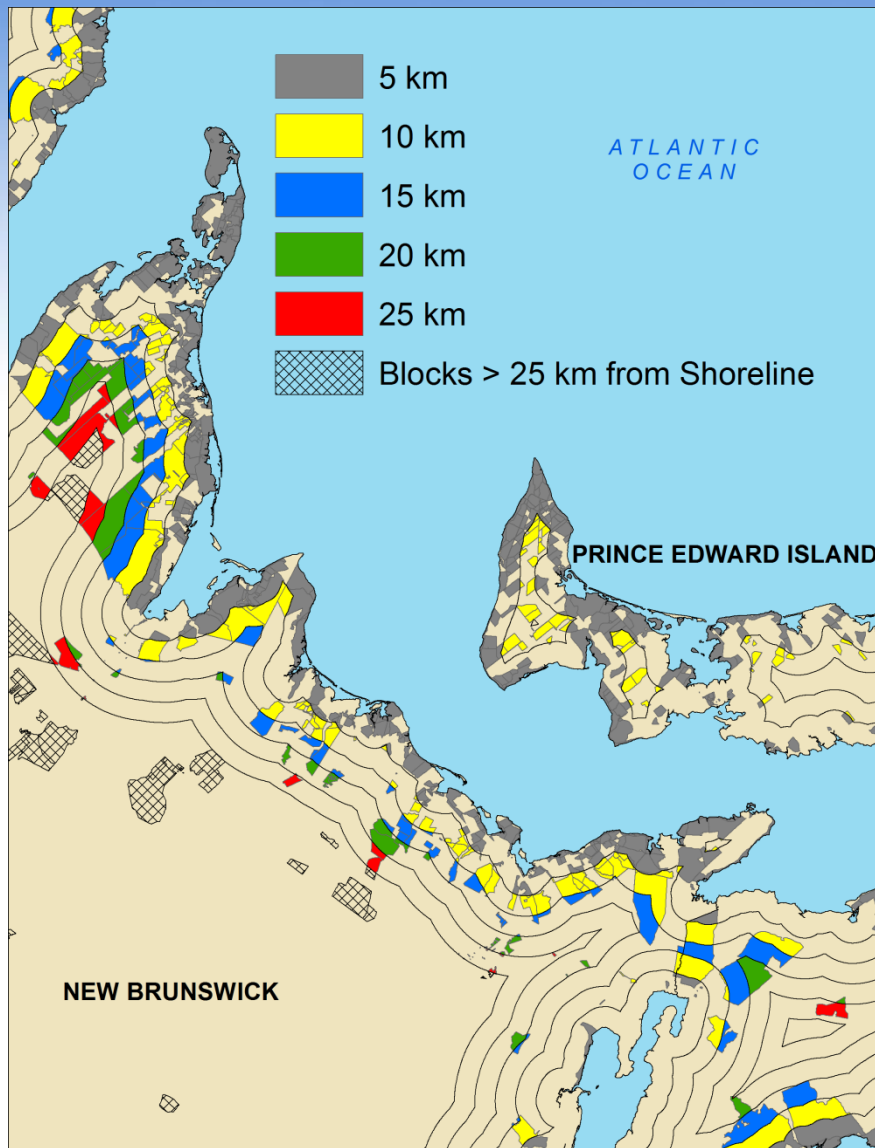 5 km
10 km
15 km
20 km
25 km
Blocks > 25 km from Shoreline
ATLANTIC
OCEAN
PRINCE EDWARD ISLAND
NEW BRUNSWICK